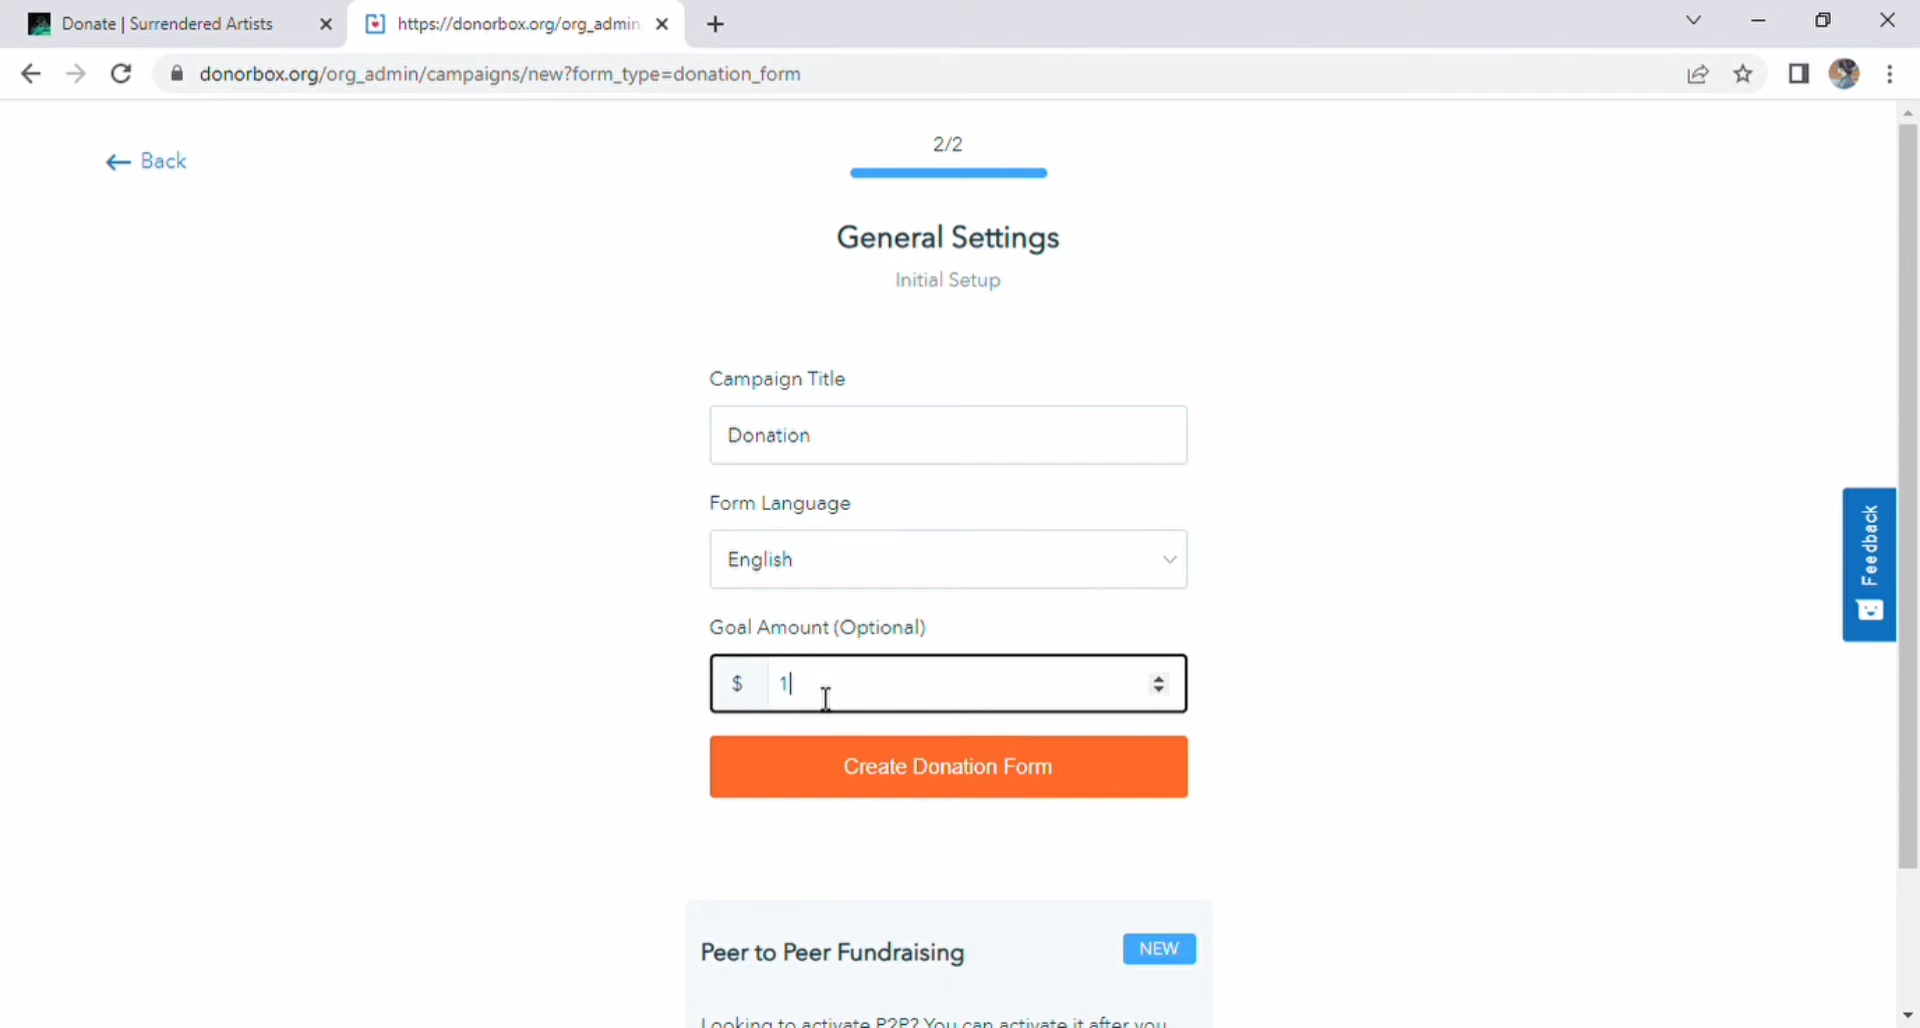 Donate | Surrendered Artists
https://donorbox.org/org_admin
donorbox.org/org_admin/campaigns/new?form_type=donation_form
Back
2/2
General Settings
Initial Setup
Campaign Title
Donation
Form Language
English
Goal Amount (Optional)
$ 1
Create Donation Form
Feedback
Peer to Peer Fundraising
NEW
Looking to activate P2P? You can activate it after you